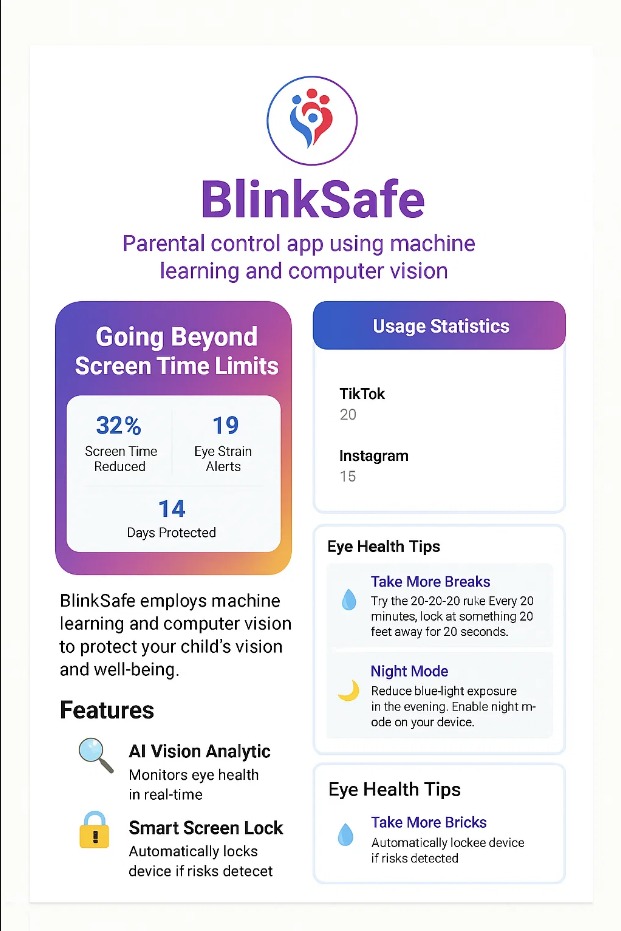 BlinkSafe
Parental control app using machine
learning and computer vision
Going Beyond
Screen Time Limits
32%
Screen Time
Reduced
19
Eye Strain
Alerts
14
Days Protected
BlinkSafe employs machine
learning and computer vision
to protect your child's vision
and well-being.
Features
AI Vision Analytic
Monitors eye health
in real-time
Smart Screen Lock
Automatically locks
device if risks detecet
Usage Statistics
TikTok
20
Instagram
15
Eye Health Tips
Take More Breaks
Try the 20-20-20 ruke Every 20
minutes, look at something 20
feet away for 20 seconds.
Night Mode
Reduce blue-light exposure
in the evening. Enable night m-
ode on your device.
Eye Health Tips
Take More Bricks
Automatically lockee device
if risks detected